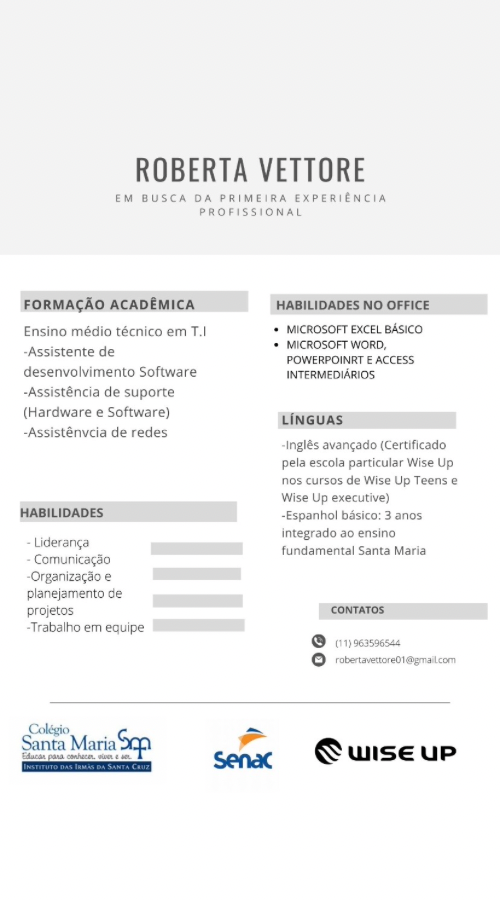 ROBERTA VETTORE
EM BUSCA DA PRIMEIRA EXPERIÊNCIA
PROFISSIONAL
FORMAÇÃO ACADÊMICA
Ensino médio técnico em T.I
-Assistente de
desenvolvimento Software
-Assistência de suporte
(Hardware e Software)
-Assistênvcia de redes
HABILIDADES
- Liderança
- Comunicação
-Organização e
planejamento de
projetos
-Trabalho em equipe
HABILIDADES NO OFFICE
• MICROSOFT EXCEL BÁSICO
• MICROSOFT WORD,
POWERPOINRT E ACCESS
INTERMEDIÁRIOS
LÍNGUAS
-Inglês avançado (Certificado
pela escola particular Wise Up
nos cursos de Wise Up Teens e
Wise Up executive)
-Espanhol básico: 3 anos
integrado ao ensino
fundamental Santa Maria
CONTATOS
(11) 963596544
robertavettore01@gmail.com
Colégio
Santa Maria
Educar para conhecer, viver e ser.
INSTITUTO DAS IRMÃS DA SANTA CRUZ
senac
WISE UP